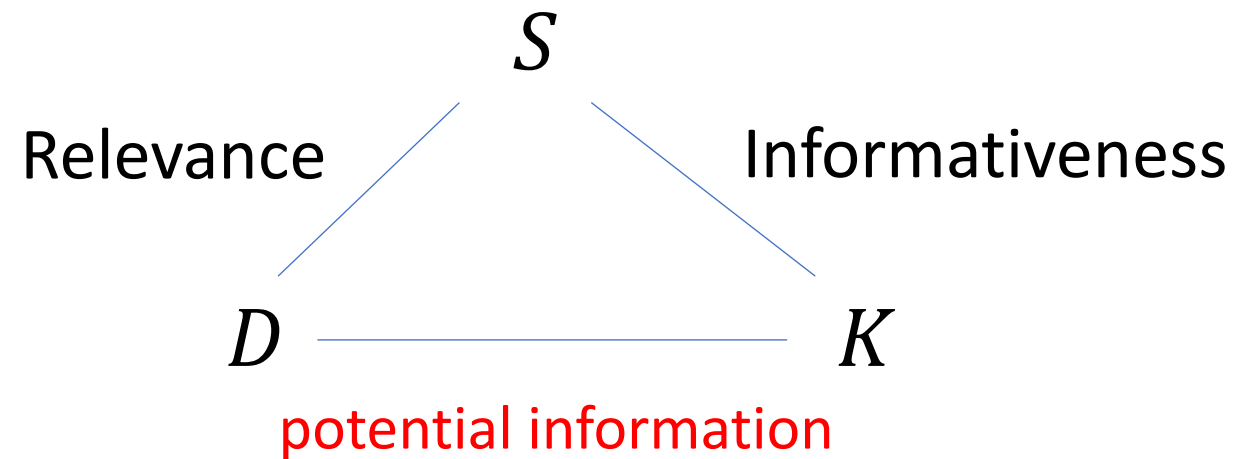 S
Relevance
Informativeness
D
K
potential information